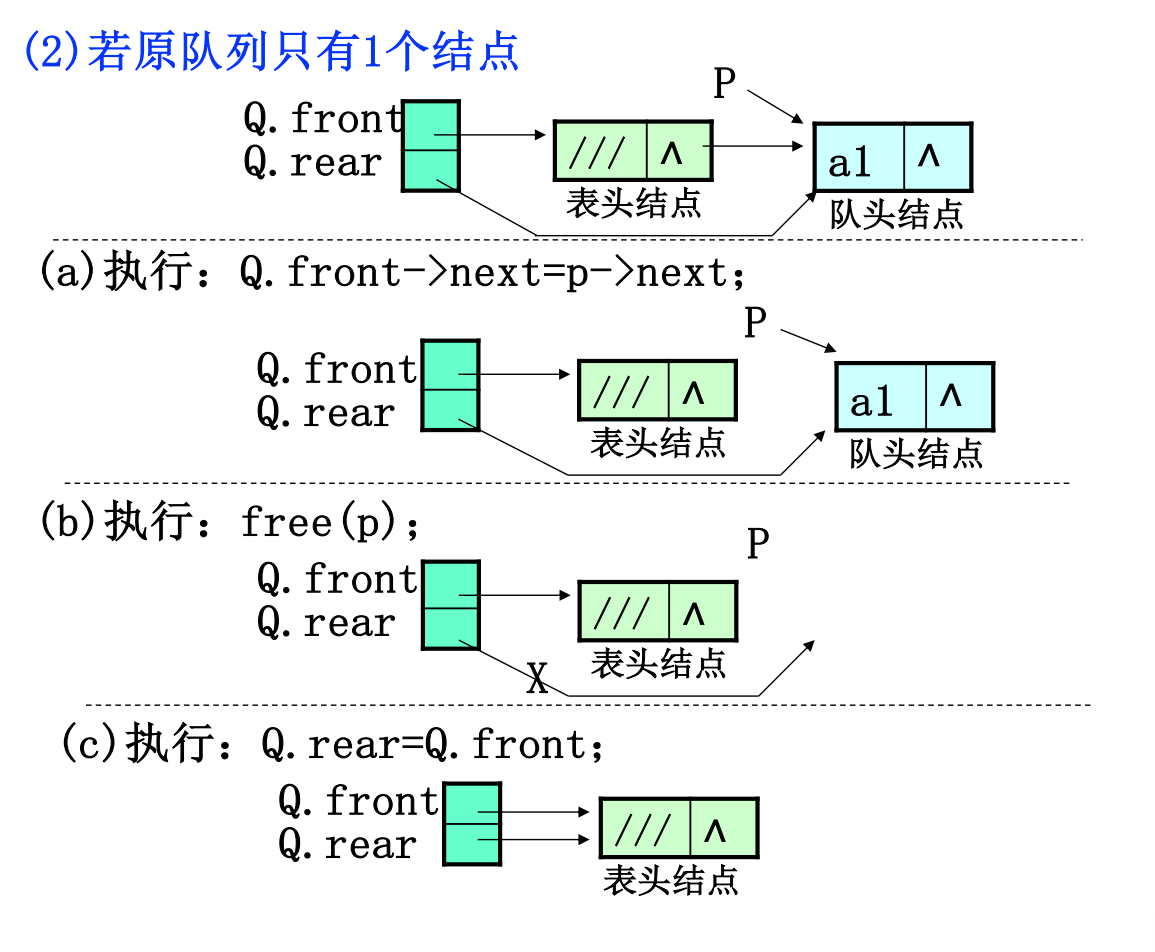 (2)若原队列只有1个结点
P
Q.front
Q.rear
/// ∧
a1 ∧
表头结点
队头结点
(a)执行：Q.front->next=p->next；
P
Q.front
Q.rear
/// ∧
a1 ∧
表头结点
队头结点
(b)执行：free(p)；
P
Q.front
Q.rear
/// ∧
表头结点
X
(c)执行：Q.rear=Q.front；
Q.front
Q.rear
/// ∧
表头结点